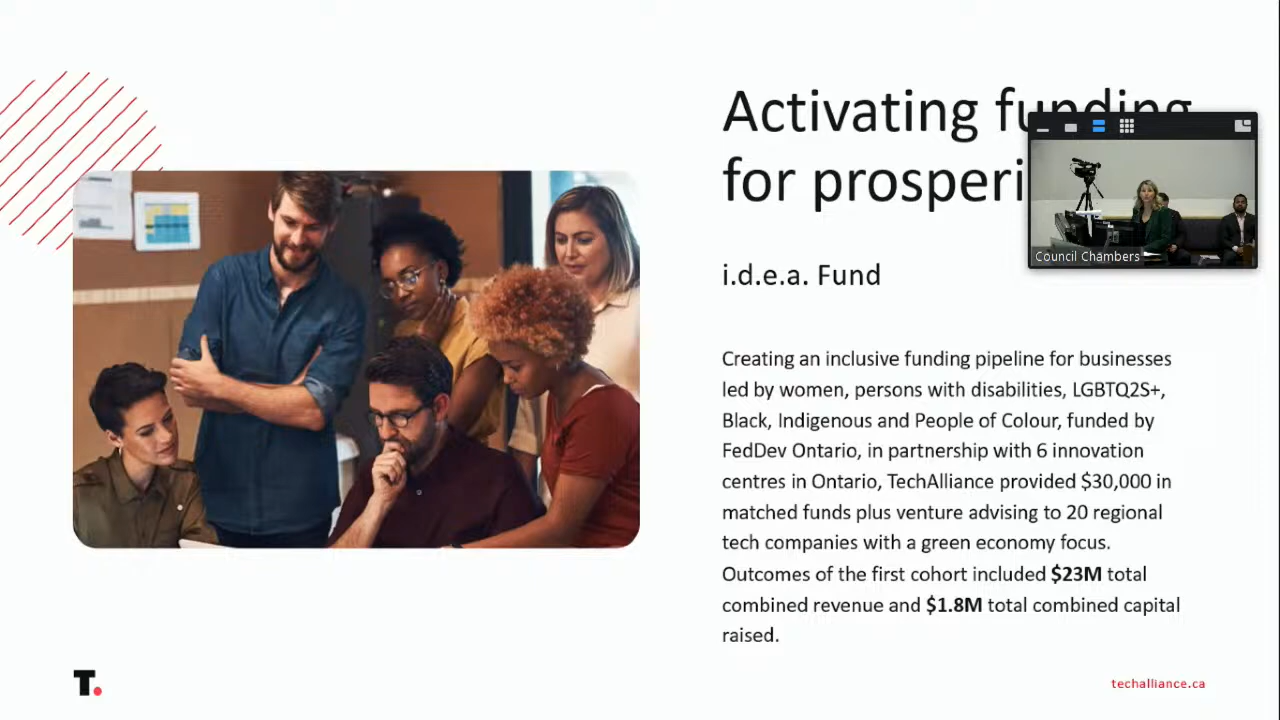 Activating funding
for prosperi
i.d.e.a. Fund
Council Chambers
Creating an inclusive funding pipeline for businesses
led by women, persons with disabilities, LGBTQ2S+,
Black, Indigenous and People of Colour, funded by
FedDev Ontario, in partnership with 6 innovation
centres in Ontario, TechAlliance provided $30,000 in
matched funds plus venture advising to 20 regional
tech companies with a green economy focus.
Outcomes of the first cohort included $23M total
combined revenue and $1.8M total combined capital
raised.
T.
techalliance.ca